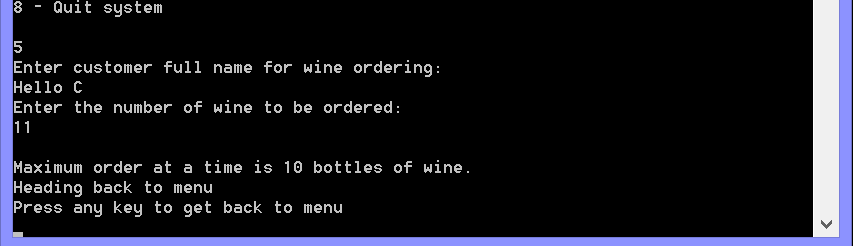 8 - Quit system
5
Enter customer full name for wine ordering:
Hello C
Enter the number of wine to be ordered:
11
Maximum order at a time is 10 bottles of wine.
Heading back to menu
Press any key to get back to menu